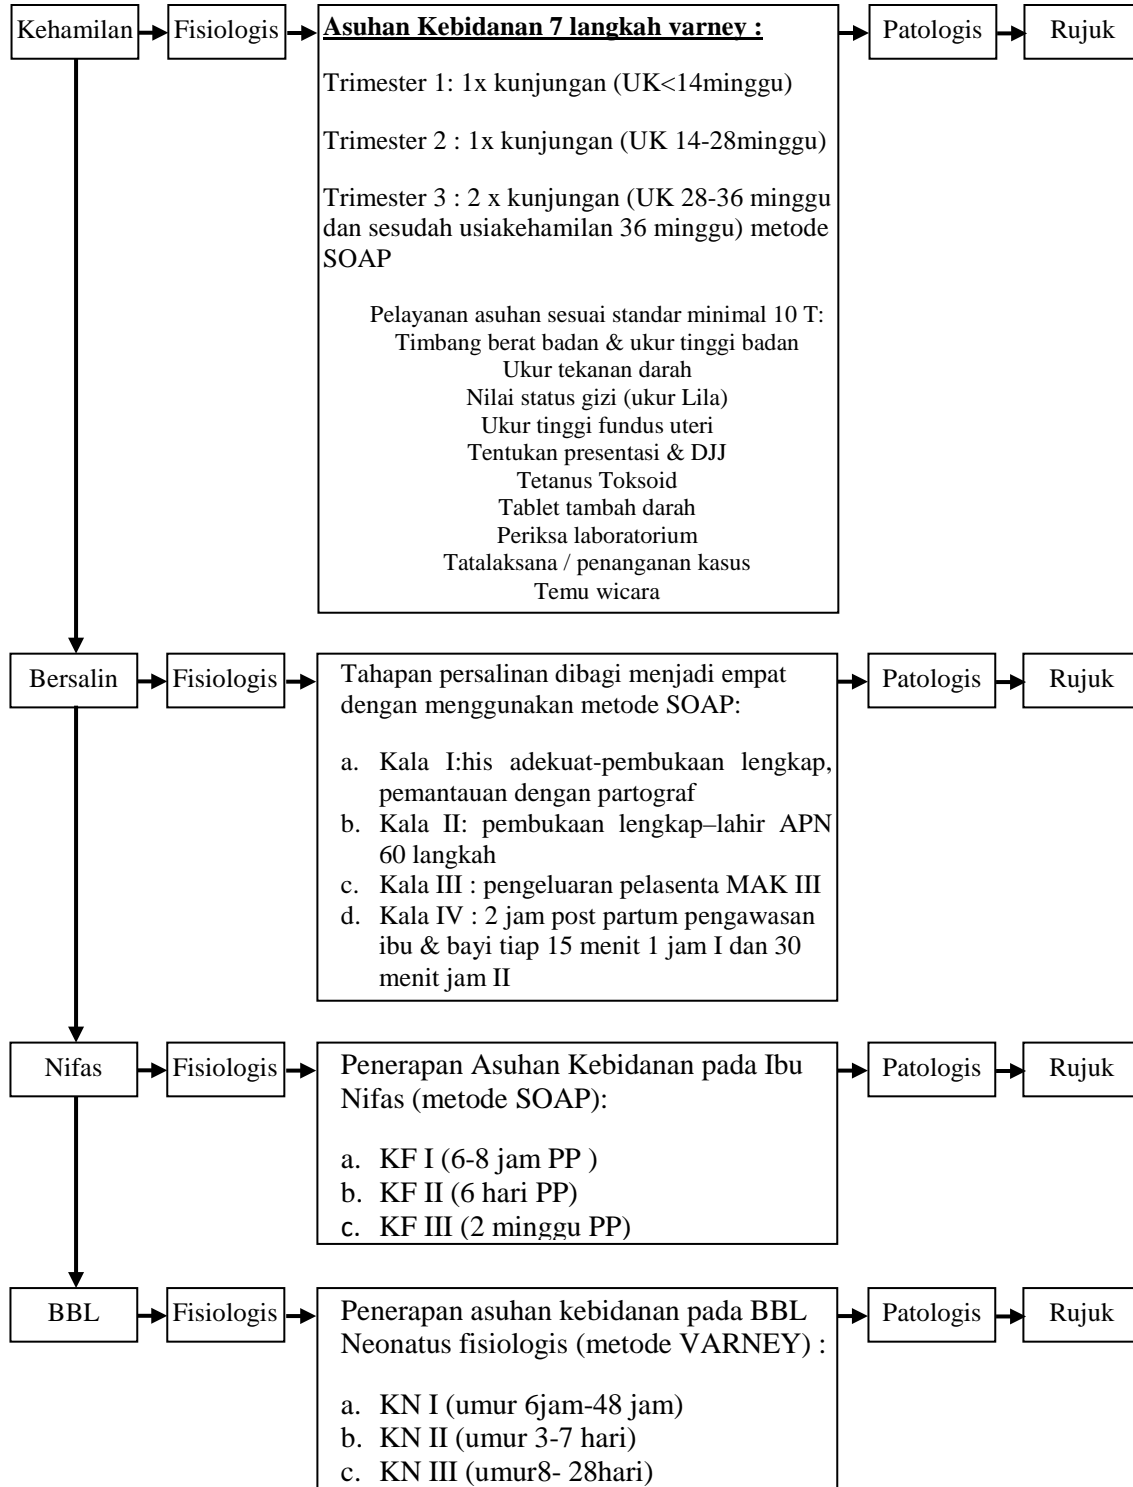 Kehamilan
Fisiologis
Asuhan Kebidanan 7 langkah varney :
Trimester 1: 1x kunjungan (UK<14minggu)
Trimester 2 : 1x kunjungan (UK 14-28minggu)
Trimester 3 : 2 x kunjungan (UK 28-36 minggu
dan sesudah usiakehamilan 36 minggu) metode
SOAP
Pelayanan asuhan sesuai standar minimal 10 T:
Timbang berat badan & ukur tinggi badan
Ukur tekanan darah
Nilai status gizi (ukur Lila)
Ukur tinggi fundus uteri
Tentukan presentasi & DJJ
Tetanus Toksoid
Tablet tambah darah
Periksa laboratorium
Tatalaksana / penanganan kasus
Temu wicara
Patologis
Rujuk
Bersalin
Fisiologis
Tahapan persalinan dibagi menjadi empat
dengan menggunakan metode SOAP:
a. Kala I:his adekuat-pembukaan lengkap,
pemantauan dengan partograf
b. Kala II: pembukaan lengkap–lahir APN
60 langkah
c. Kala III : pengeluaran pelasenta MAK III
d. Kala IV : 2 jam post partum pengawasan
ibu & bayi tiap 15 menit 1 jam I dan 30
menit jam II
Patologis
Rujuk
Nifas
Fisiologis
Penerapan Asuhan Kebidanan pada Ibu
Nifas (metode SOAP):
a. KF I (6-8 jam PP )
b. KF II (6 hari PP)
c. KF III (2 minggu PP)
Patologis
Rujuk
BBL
Fisiologis
Penerapan asuhan kebidanan pada BBL
Neonatus fisiologis (metode VARNEY) :
a. KN I (umur 6jam-48 jam)
b. KN II (umur 3-7 hari)
c. KN III (umur8- 28hari)
Patologis
Rujuk